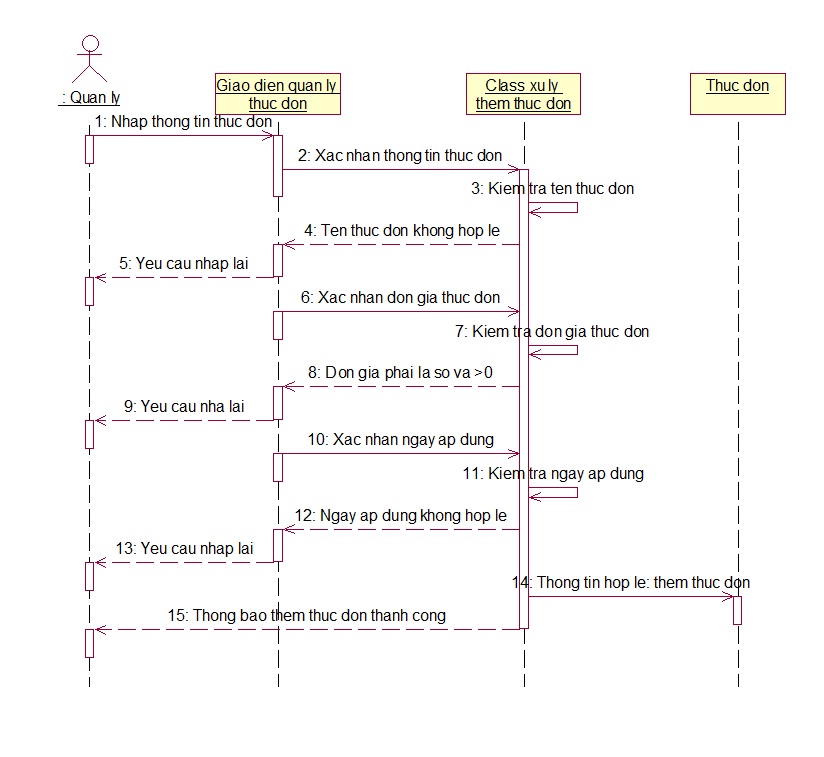 : Quan ly
Giao dien quan ly
thuc don
Class xu ly
them thuc don
Thuc don
1: Nhap thong tin thuc don
2: Xac nhan thong tin thuc don
3: Kiem tra ten thuc don
4: Ten thuc don khong hop le
5: Yeu cau nhap lai
6: Xac nhan don gia thuc don
7: Kiem tra don gia thuc don
8: Don gia phai la so va >0
9: Yeu cau nha lai
10: Xac nhan ngay ap dung
11: Kiem tra ngay ap dung
12: Ngay ap dung khong hop le
13: Yeu cau nhap lai
14: Thong tin hop le: them thuc don
15: Thong bao them thuc don thanh cong